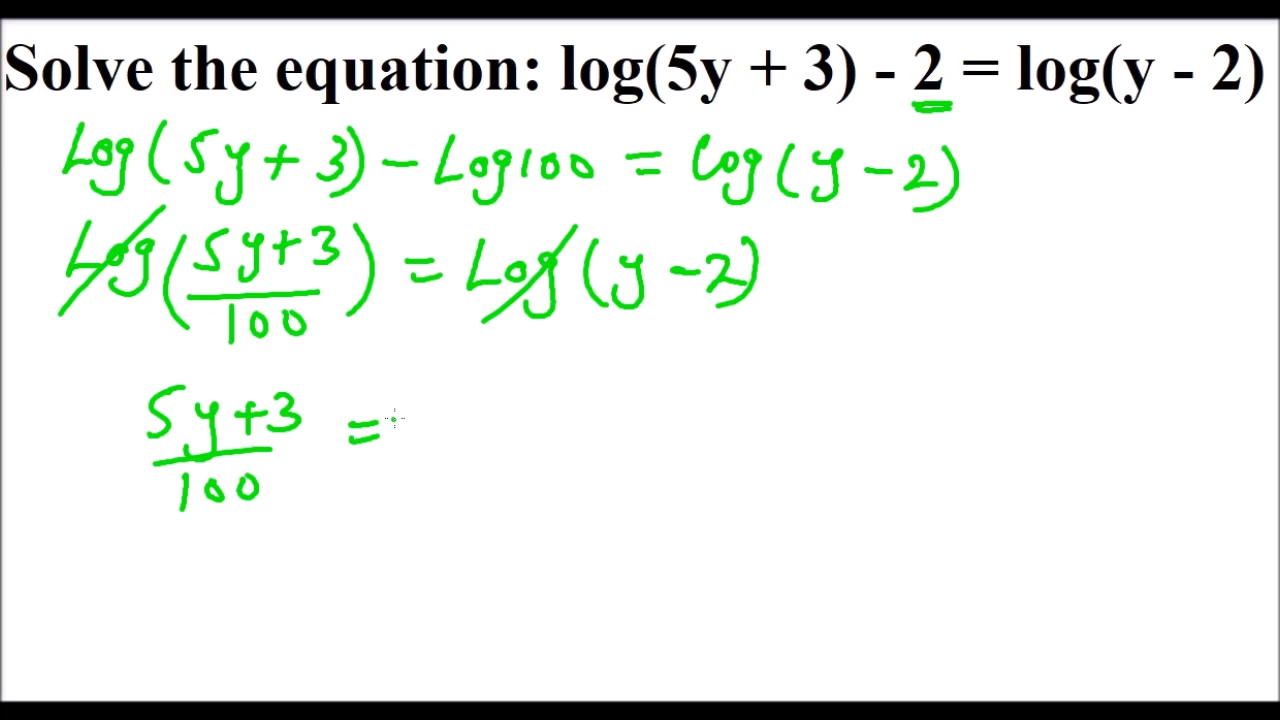 Solve the equation: log(5y + 3) - 2 = log(y - 2)
Log(5y+3) - Log100 = Log(y-2)
Log(5y+3/100) = Log(y-2)
5y+3/100 =